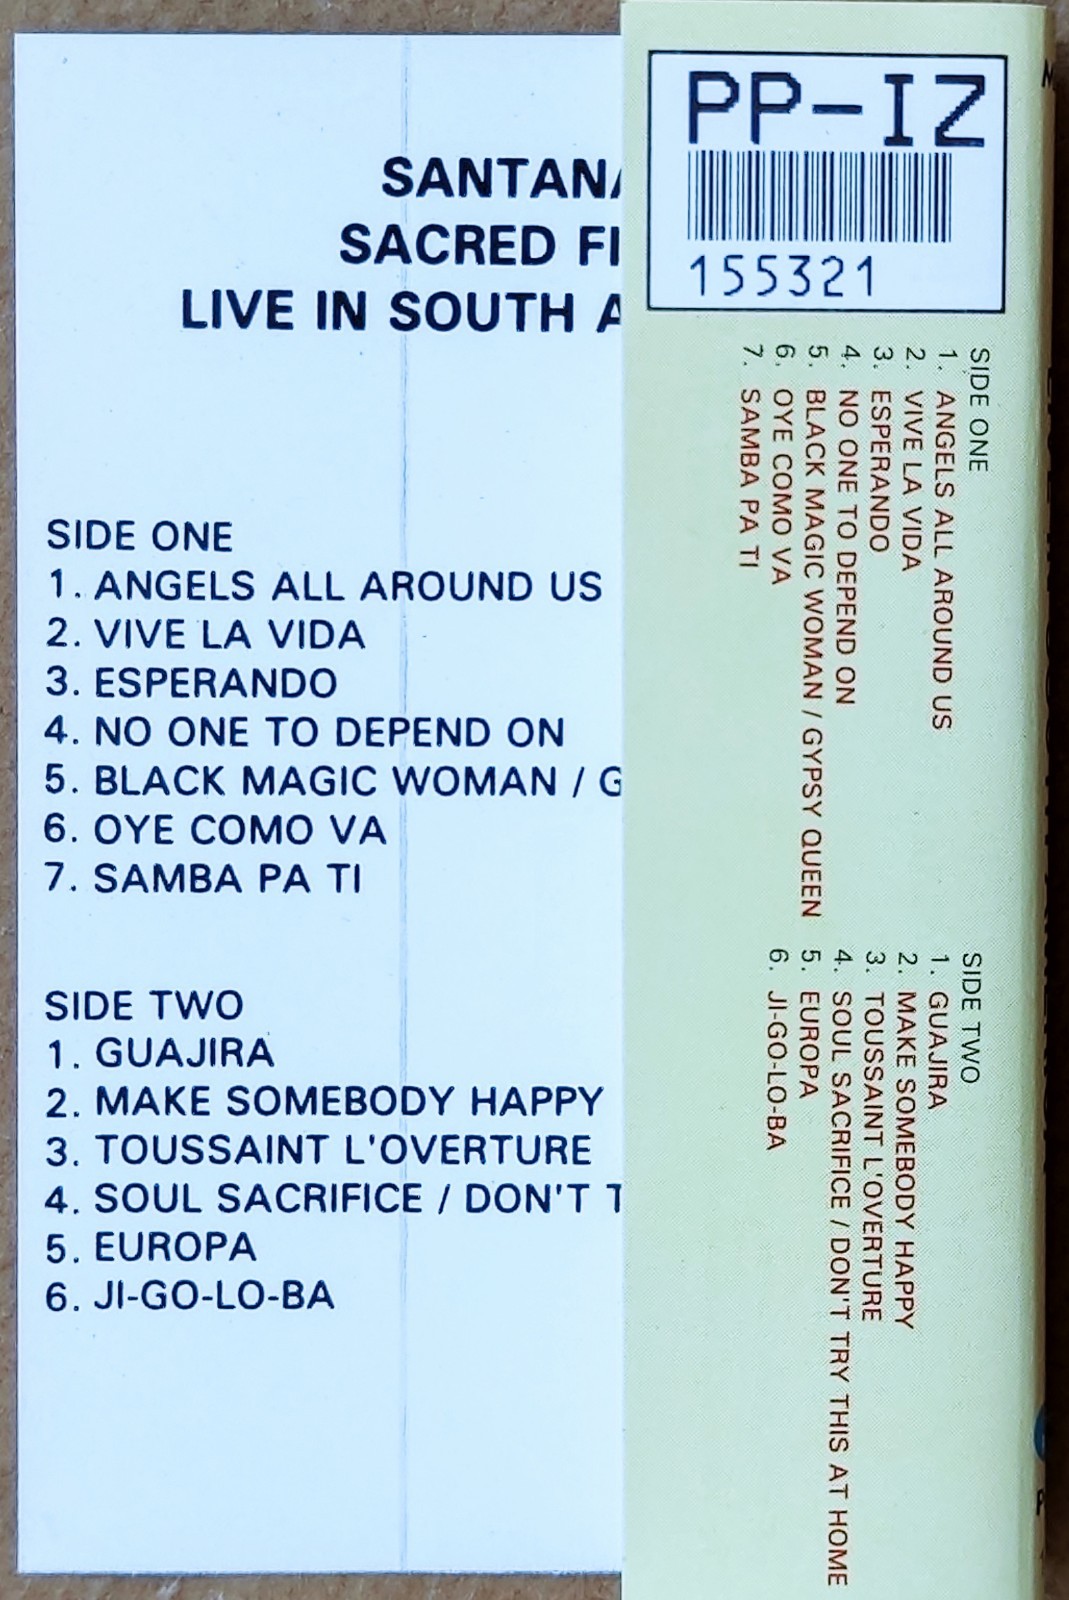 SANTANA
SACRED FI
LIVE IN SOUTH A
SIDE ONE
1. ANGELS ALL AROUND US
2. VIVE LA VIDA
3. ESPERANDO
4. NO ONE TO DEPEND ON
5. BLACK MAGIC WOMAN / G
6. OYE COMO VA
7. SAMBA PA TI
SIDE TWO
1. GUAJIRA
2. MAKE SOMEBODY HAPPY
3. TOUSSAINT L'OVERTURE
4. SOUL SACRIFICE / DON'T T
5. EUROPA
6. JI-GO-LO-BA
PP-IZ
155321
SIDE ONE
1. ANGELS ALL AROUND US
2. VIVE LA VIDA
3. ESPERANDO
4. NO ONE TO DEPEND ON
5. BLACK MAGIC WOMAN / GYPSY QUEEN
6. OYE COMO VA
7. SAMBA PA TI
SIDE TWO
1. GUAJIRA
2. MAKE SOMEBODY HAPPY
3. TOUSSAINT L'OVERTURE
4. SOUL SACRIFICE / DON'T TRY THIS AT HOME
5. EUROPA
6. JI-GO-LO-BA